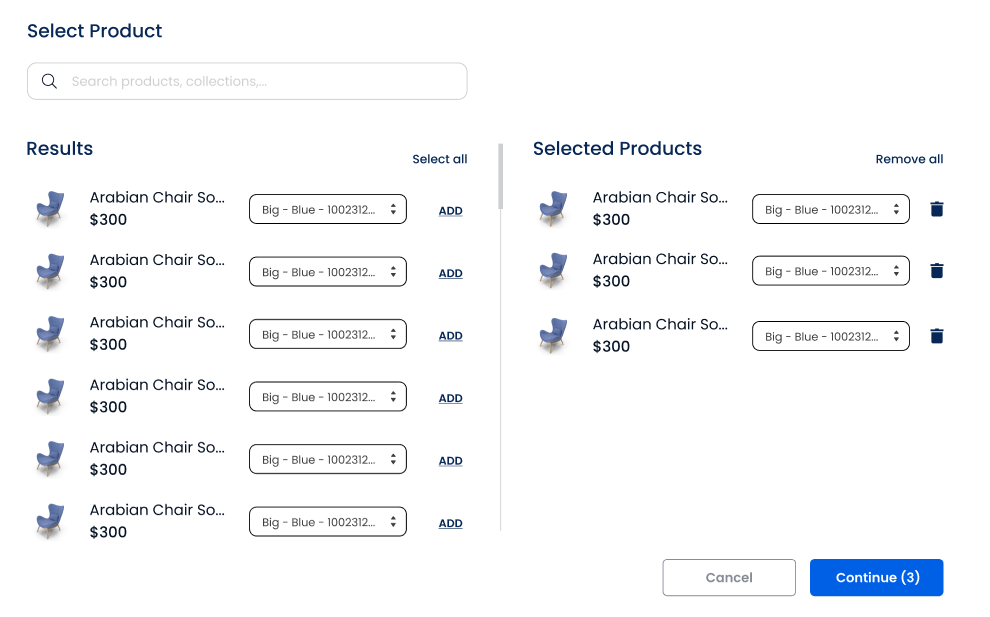 Select Product
Search products, collections,...
Results
Select all
Arabian Chair So...
$300
Big - Blue - 1002312...
ADD
Arabian Chair So...
$300
Big - Blue - 1002312...
ADD
Arabian Chair So...
$300
Big - Blue - 1002312...
ADD
Arabian Chair So...
$300
Big - Blue - 1002312...
ADD
Arabian Chair So...
$300
Big - Blue - 1002312...
ADD
Arabian Chair So...
$300
Big - Blue - 1002312...
ADD
Selected Products
Remove all
Arabian Chair So...
$300
Big - Blue - 1002312...
Arabian Chair So...
$300
Big - Blue - 1002312...
Arabian Chair So...
$300
Big - Blue - 1002312...
Cancel
Continue (3)